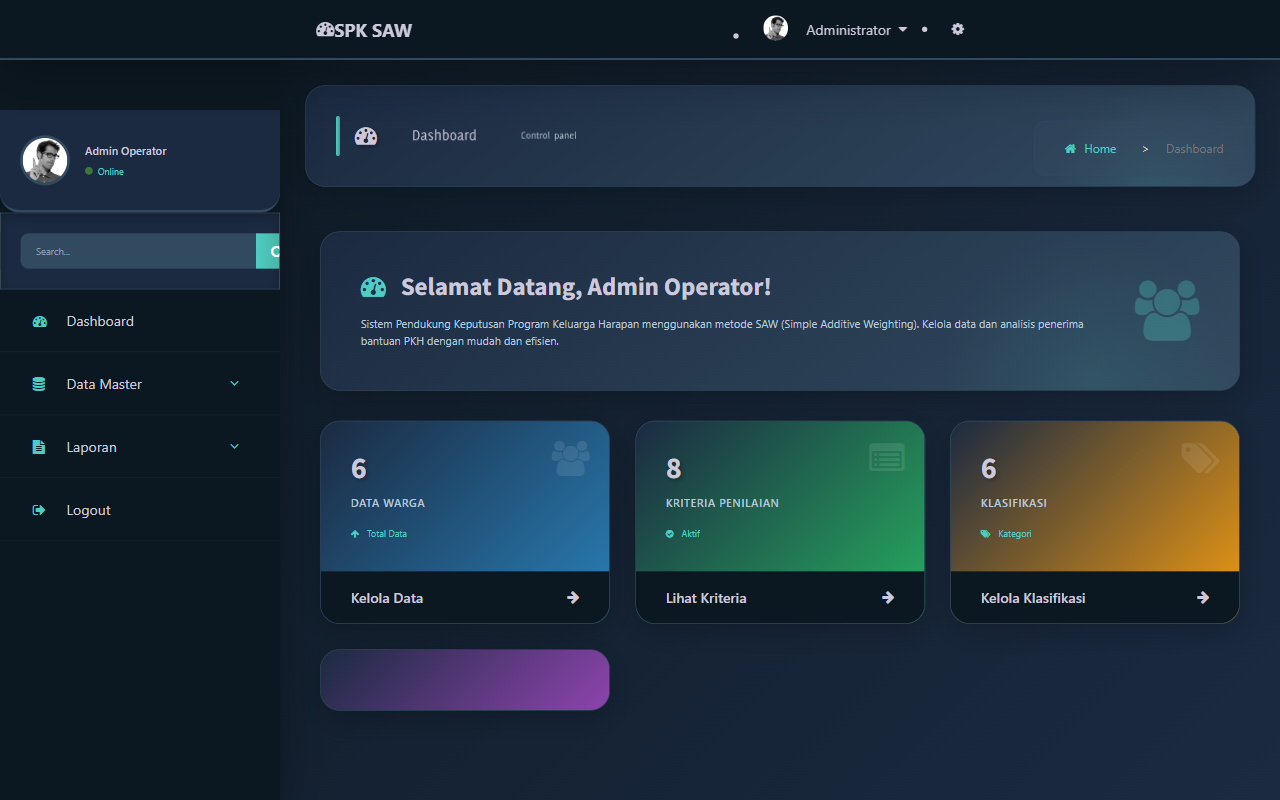 SPK SAW
Administrator
Admin Operator
Online
Search...
Dashboard
Data Master
Laporan
Logout
Dashboard
Control panel
Home > Dashboard
Selamat Datang, Admin Operator!
Sistem Pendukung Keputusan Program Keluarga Harapan menggunakan metode SAW (Simple Additive Weighting). Kelola data dan analisis penerima
bantuan PKH dengan mudah dan efisien.
6
DATA WARGA
Total Data
Kelola Data
8
KRITERIA PENILAIAN
Aktif
Lihat Kriteria
6
KLASIFIKASI
Kategori
Kelola Klasifikasi